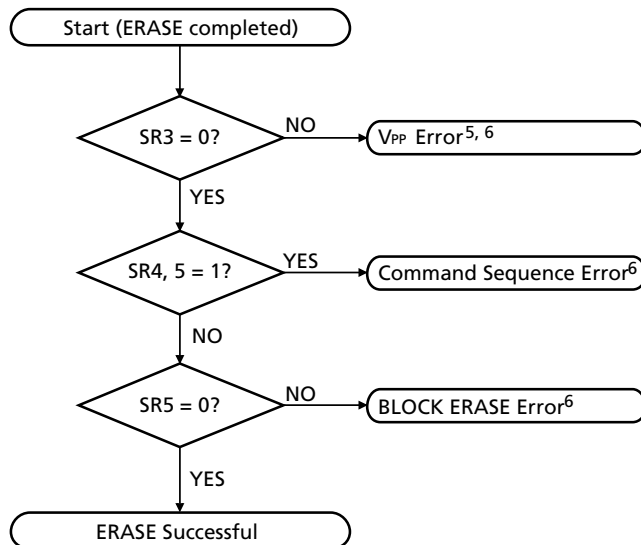 Start (ERASE completed)
SR3 = 0?
NO
VPP Error5, 6
YES
SR4, 5 = 1?
YES
Command Sequence Error6
NO
SR5 = 0?
NO
BLOCK ERASE Error6
YES
ERASE Successful